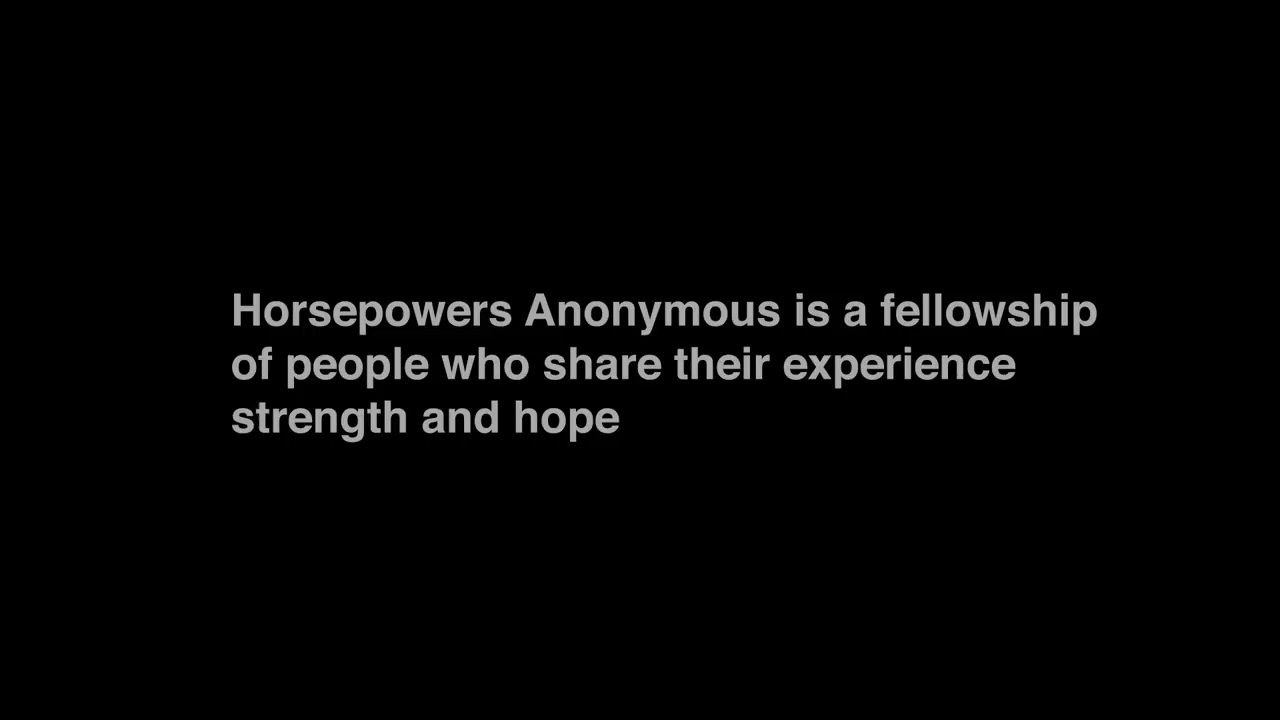 Horsepowers Anonymous is a fellowship
of people who share their experience
strength and hope